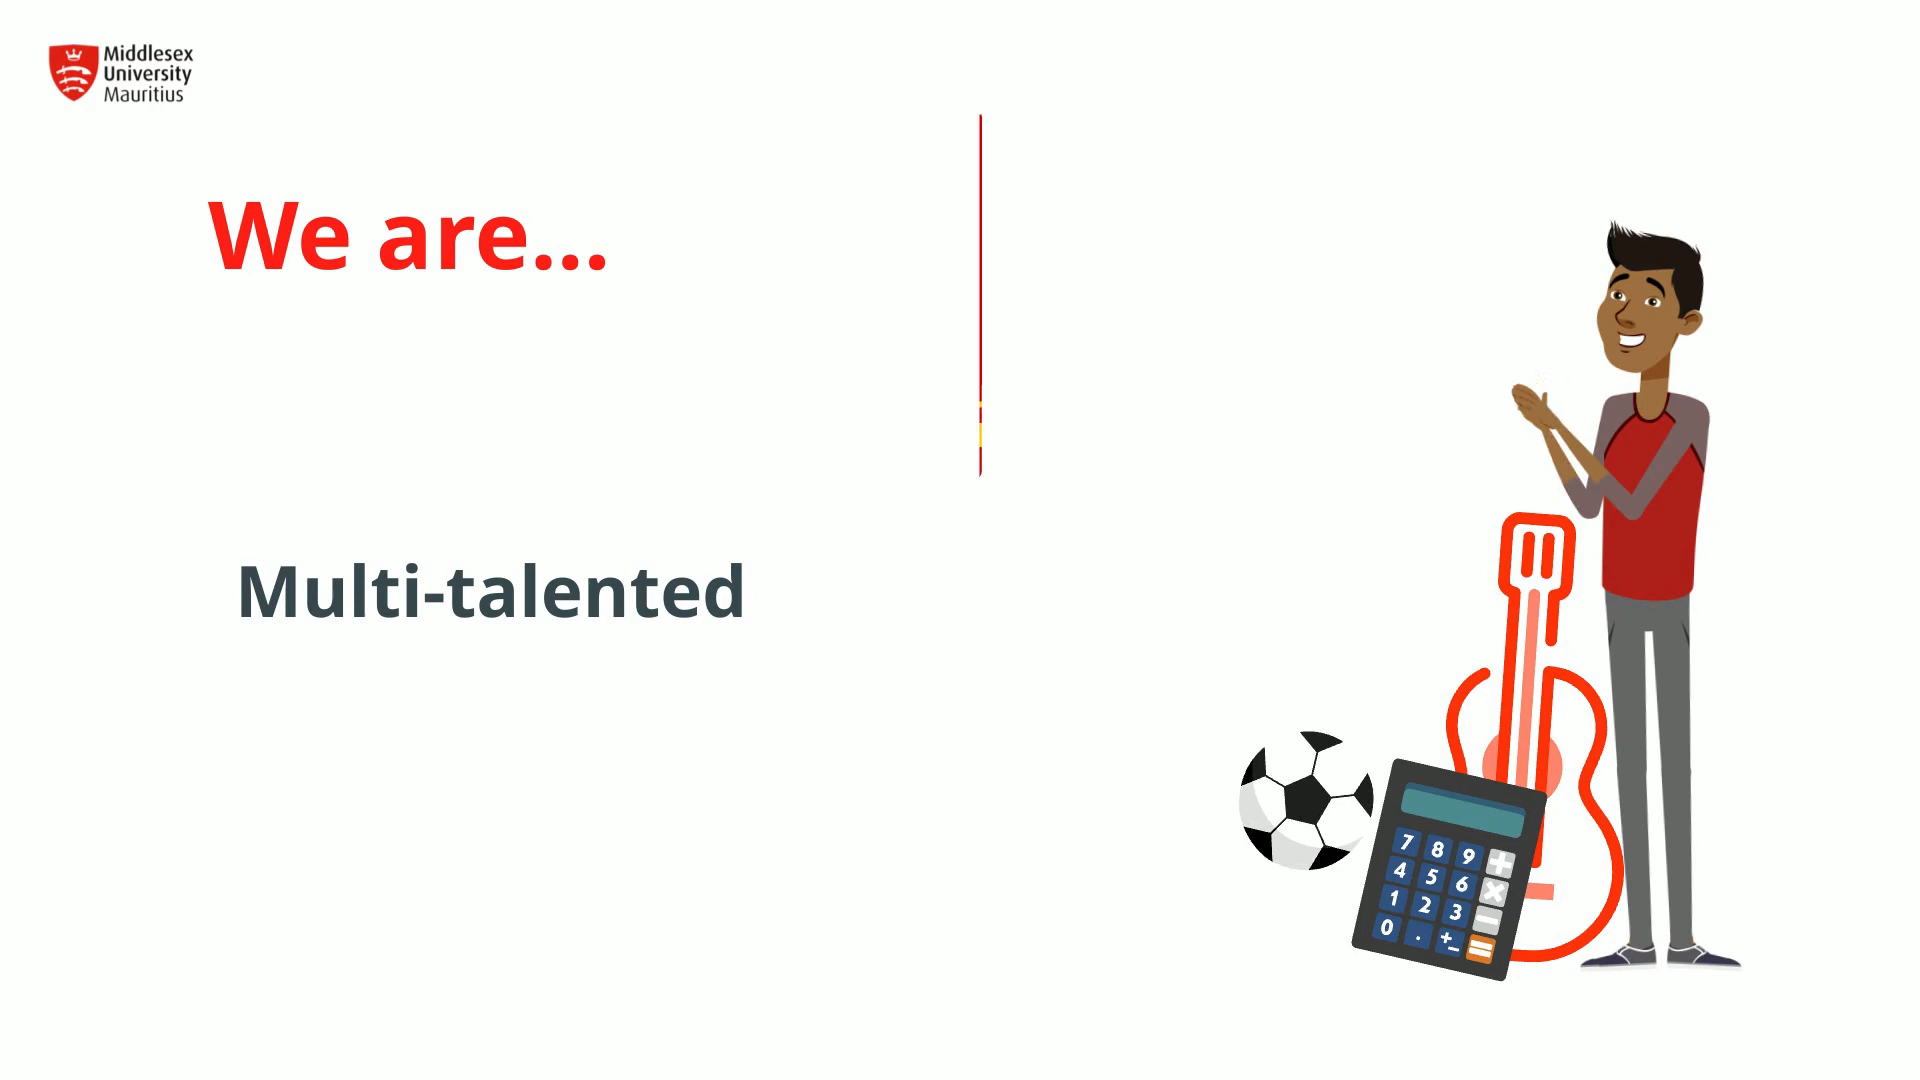 Middlesex
University
Mauritius
We are...
Multi-talented
7 8 9 +
4 5 6 ×
1 2 3 −
0 . +− =